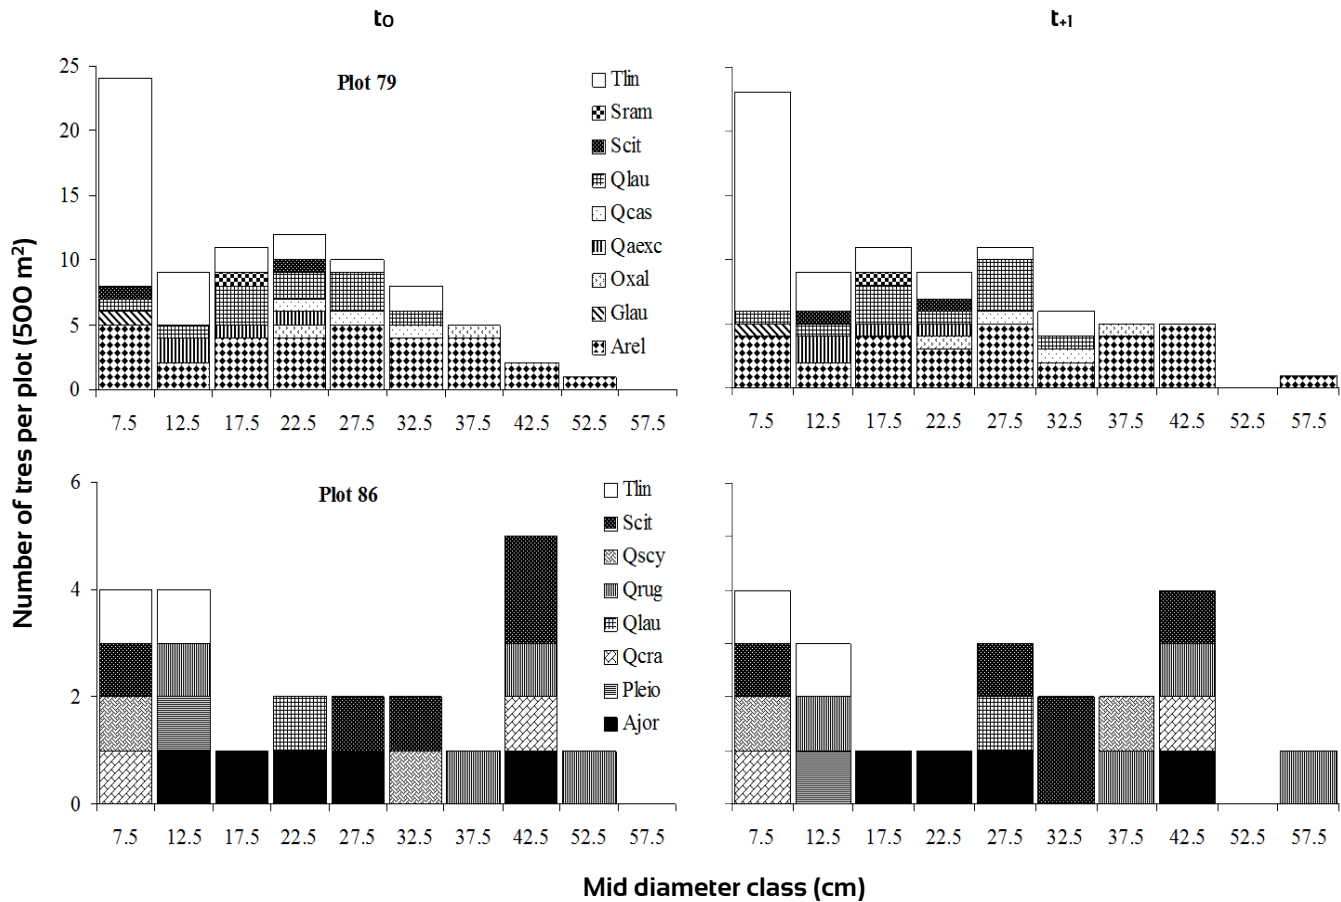 t0
t+1
Number of tres per plot (500 m²)
25
20
15
10
5
0
Plot 79
Tlin
Sram
Scit
Qlau
Qcas
Qaexc
Oxal
Glau
Arel
7.5 12.5 17.5 22.5 27.5 32.5 37.5 42.5 52.5 57.5
7.5 12.5 17.5 22.5 27.5 32.5 37.5 42.5 52.5 57.5
6
4
2
0
Plot 86
Tlin
Scit
Qscy
Qrug
Qlau
Qcra
Pleio
Ajor
7.5 12.5 17.5 22.5 27.5 32.5 37.5 42.5 52.5 57.5
7.5 12.5 17.5 22.5 27.5 32.5 37.5 42.5 52.5 57.5
Mid diameter class (cm)